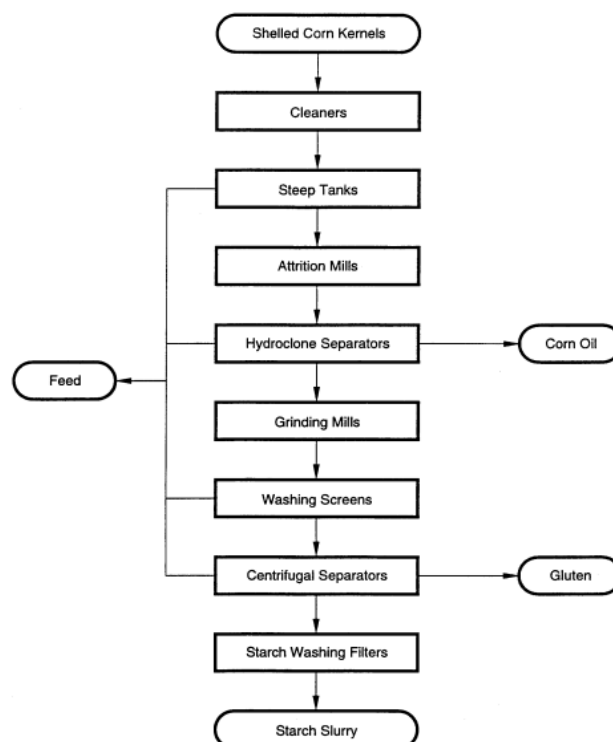 Shelled Corn Kernels
Cleaners
Steep Tanks
Attrition Mills
Hydroclone Separators
Corn Oil
Feed
Grinding Mills
Washing Screens
Centrifugal Separators
Gluten
Starch Washing Filters
Starch Slurry